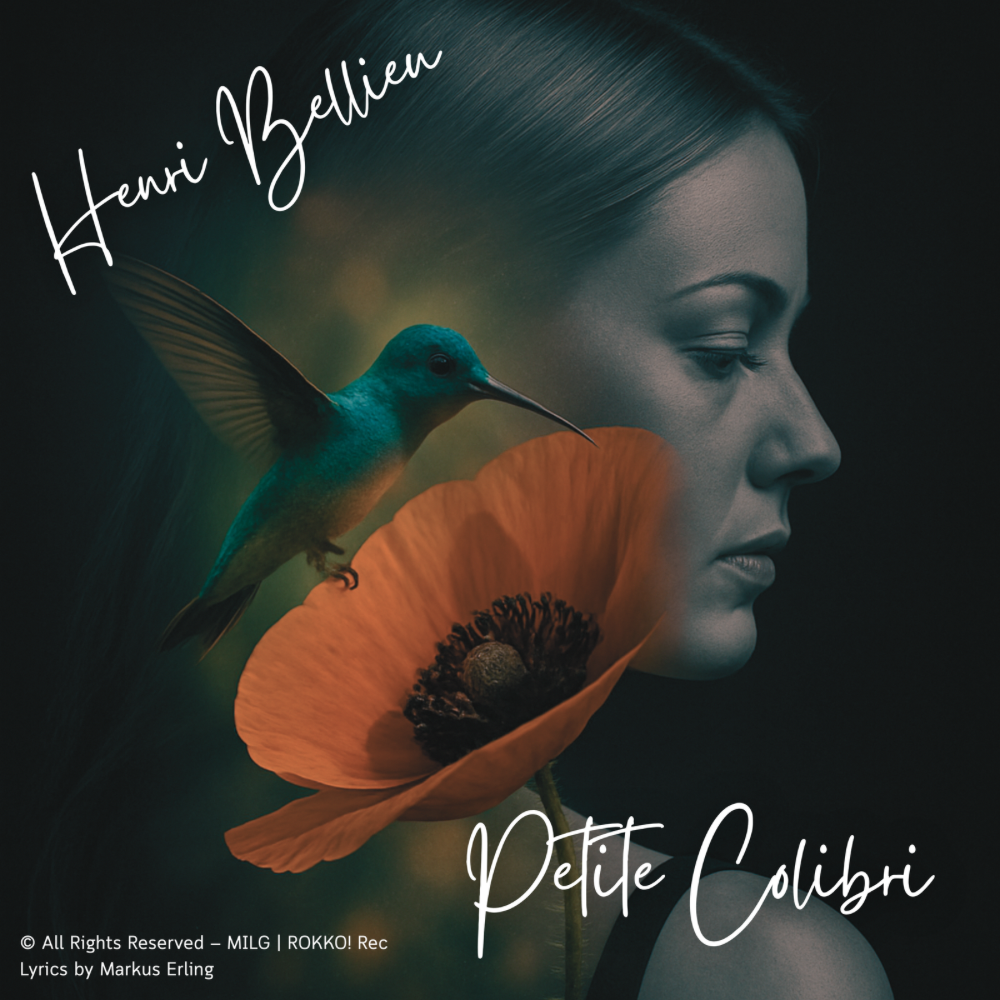 Henri Bellieu
Petite Colibri
© All Rights Reserved – MILG | ROKKO! Rec
Lyrics by Markus Erling